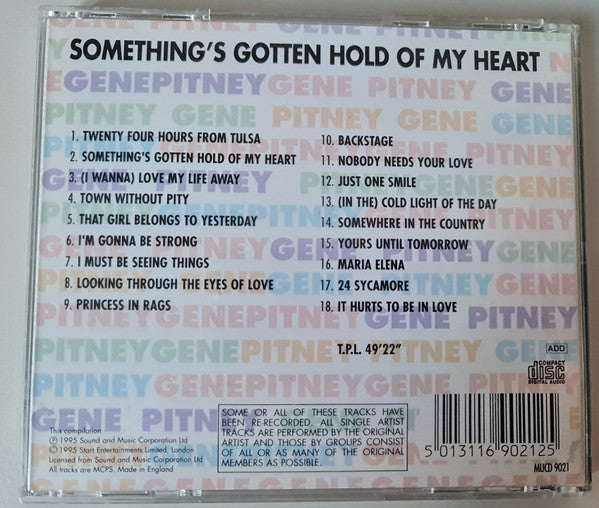 SOMETHING'S GOTTEN HOLD OF MY HEART
EGENEPITNEYGENE PITNEY
PITNEY GENE PITNEY GENE
1. TWENTY FOUR HOURS FROM TULSA
2. SOMETHING'S GOTTEN HOLD OF MY HEART
3. (I WANNA) LOVE MY LIFE AWAY
4. TOWN WITHOUT PITY
5. THAT GIRL BELONGS TO YESTERDAY
6. I'M GONNA BE STRONG
7. I MUST BE SEEING THINGS
8. LOOKING THROUGH THE EYES OF LOVE
9. PRINCESS IN RAGS
10. BACKSTAGE
11. NOBODY NEEDS YOUR LOVE
12. JUST ONE SMILE
13. (IN THE) COLD LIGHT OF THE DAY
14. SOMEWHERE IN THE COUNTRY
15. YOURS UNTIL TOMORROW
16. MARIA ELENA
17. 24 SYCAMORE
18. IT HURTS TO BE IN LOVE
T.P.L. 49'22"
ADD
COMPACT
disc
DIGITAL AUDIO
This compilation
℗ 1995 Sound and Music Corporation Ltd
© 1995 Start Entertainments Limited, London
Licensed from Sound and Music Corporation Ltd
All tracks are MCPS. Made in England
SOME OR ALL OF THESE TRACKS HAVE
BEEN RE-RECORDED. ALL SINGLE ARTIST
TRACKS ARE PERFORMED BY THE ORIGINAL
ARTIST AND THOSE BY GROUPS CONSIST
OF ALL OR AS MANY OF THE ORIGINAL
MEMBERS AS POSSIBLE.
5 013116 902125
MUCD 9021